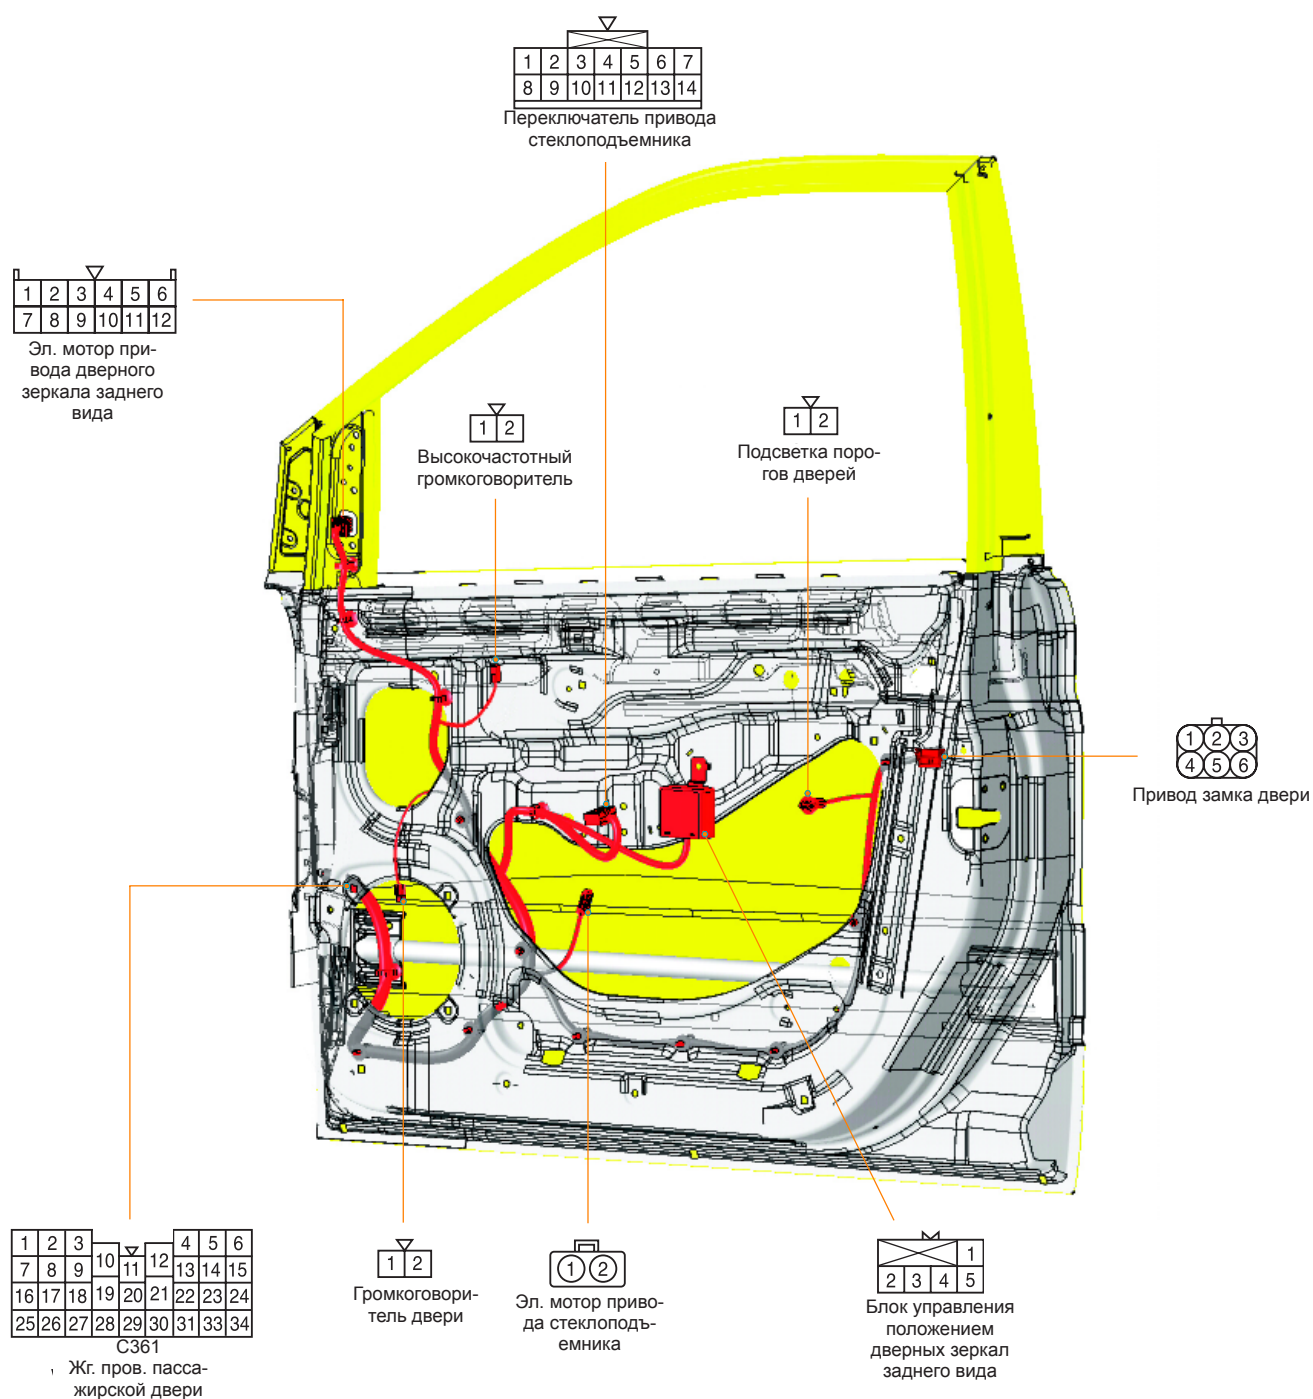 1 2 3 4 5 6 7
8 9 10 11 12 13 14
Переключатель привода
стеклоподъемника
1 2 3 4 5 6
7 8 9 10 11 12
Эл. мотор при-
вода дверного
зеркала заднего
вида
1 2
Высокочастотный
громкоговоритель
1 2
Подсветка поро-
гов дверей
1 2 3
4 5 6
Привод замка двери
1 2 3 10 11 12 4 5 6
7 8 9 13 14 15
16 17 18 19 20 21 22 23 24
25 26 27 28 29 30 31 33 34
C361
Жг. пров. пасса-
жирской двери
1 2
Громкоговори-
тель двери
1 2
Эл. мотор приво-
да стеклоподъ-
емника
1
2 3 4 5
Блок управления
положением
дверных зеркал
заднего вида